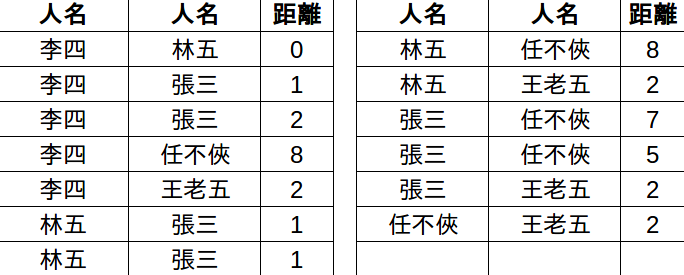 人名 人名 距離
李四 林五 0
李四 張三 1
李四 張三 2
李四 任不俠 8
李四 王老五 2
林五 張三 1
林五 張三 1
人名 人名 距離
林五 任不俠 8
林五 王老五 2
張三 任不俠 7
張三 任不俠 5
張三 王老五 2
任不俠 王老五 2